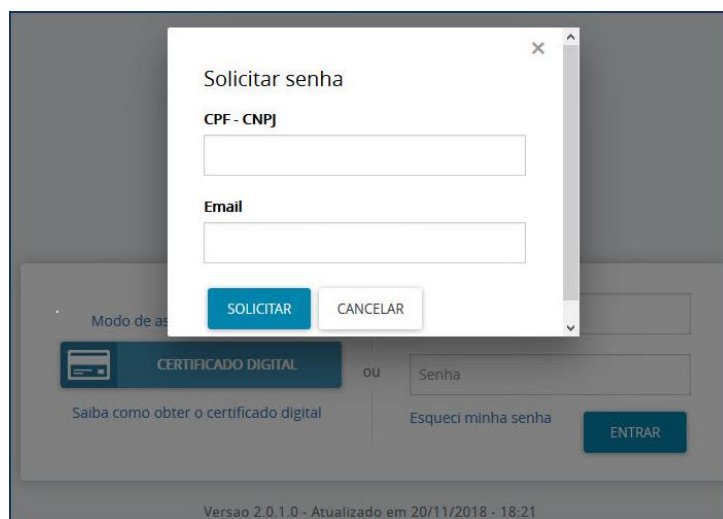 ×
Solicitar senha
CPF - CNPJ
Email
SOLICITAR CANCELAR
Modo de as
CERTIFICADO DIGITAL
ou
Senha
Saiba como obter o certificado digital
Esqueci minha senha
ENTRAR
Versao 2.0.1.0 - Atualizado em 20/11/2018 - 18:21